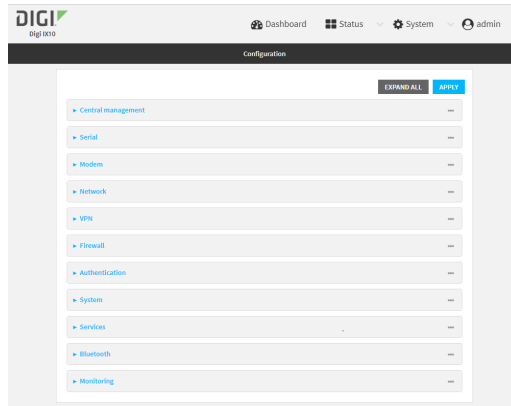 DIGI
Digi IX10
Dashboard
Status
System
admin
Configuration
EXPAND ALL
APPLY
Central management
Serial
Modem
Network
VPN
Firewall
Authentication
System
Services
Bluetooth
Monitoring